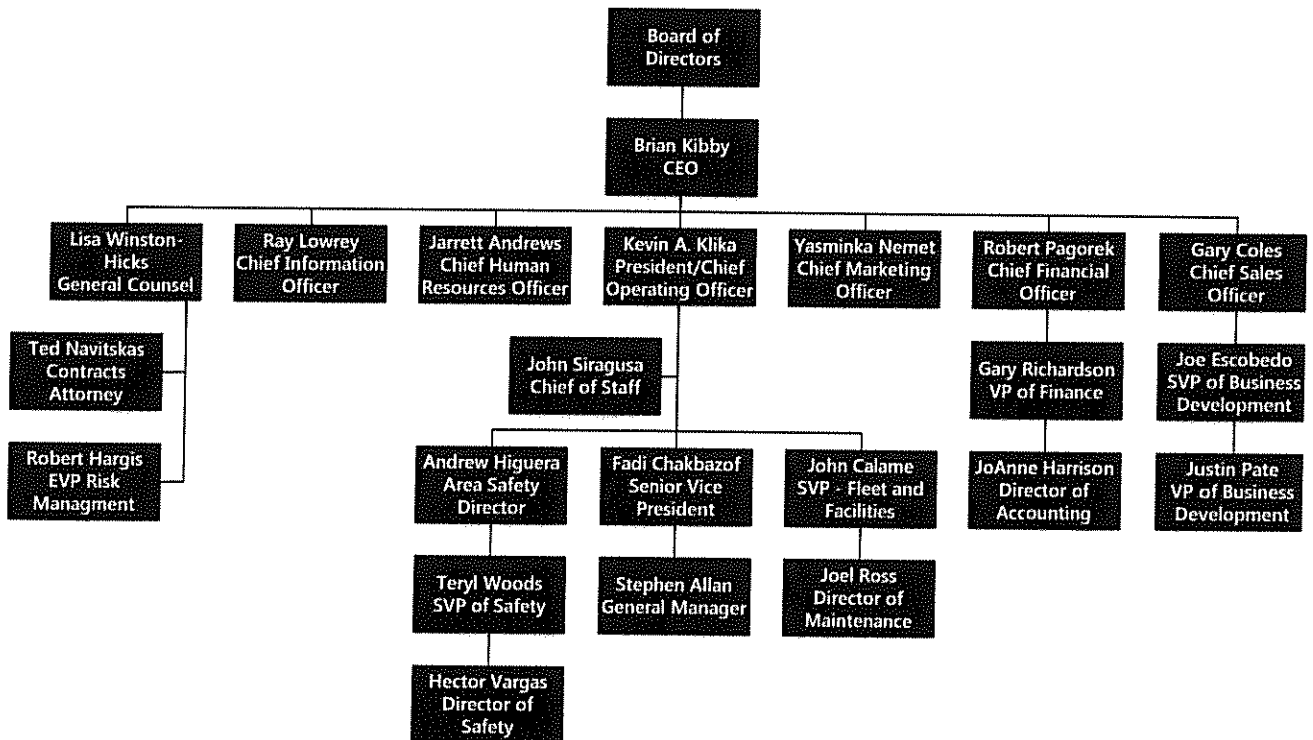 Board of
Directors
Brian Kibby
CEO
Lisa Winston-
Hicks
General Counsel
Ray Lowrey
Chief Information
Officer
Jarrett Andrews
Chief Human
Resources Officer
Kevin A. Klika
President/Chief
Operating Officer
Yasminka Nemet
Chief Marketing
Officer
Robert Pagorek
Chief Financial
Officer
Gary Coles
Chief Sales
Officer
Ted Navitskas
Contracts
Attorney
John Siragusa
Chief of Staff
Gary Richardson
VP of Finance
Joe Escobedo
SVP of Business
Development
Robert Hargis
EVP Risk
Managment
Andrew Higuera
Area Safety
Director
Fadi Chakbazof
Senior Vice
President
John Calame
SVP - Fleet and
Facilities
JoAnne Harrison
Director of
Accounting
Justin Pate
VP of Business
Development
Teryl Woods
SVP of Safety
Stephen Allan
General Manager
Joel Ross
Director of
Maintenance
Hector Vargas
Director of
Safety